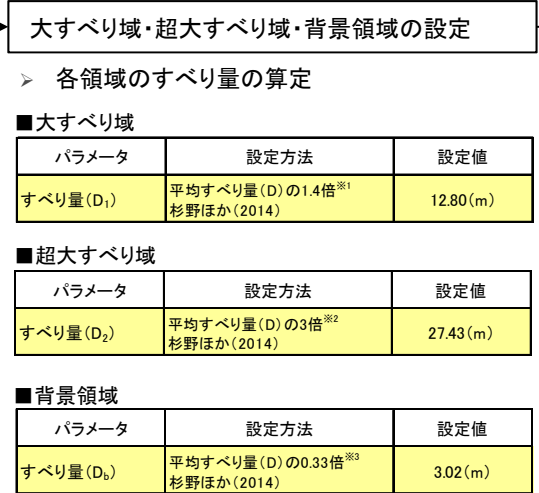 大すべり域・超大すべり域・背景領域の設定
➢ 各領域のすべり量の算定
■大すべり域
パラメータ 設定方法 設定値
すべり量(D₁) 平均すべり量(D)の1.4倍※1 12.80(m)
杉野ほか(2014)
■超大すべり域
パラメータ 設定方法 設定値
すべり量(D₂) 平均すべり量(D)の3倍※2 27.43(m)
杉野ほか(2014)
■背景領域
パラメータ 設定方法 設定値
すべり量(Db) 平均すべり量(D)の0.33倍※3 3.02(m)
杉野ほか(2014)